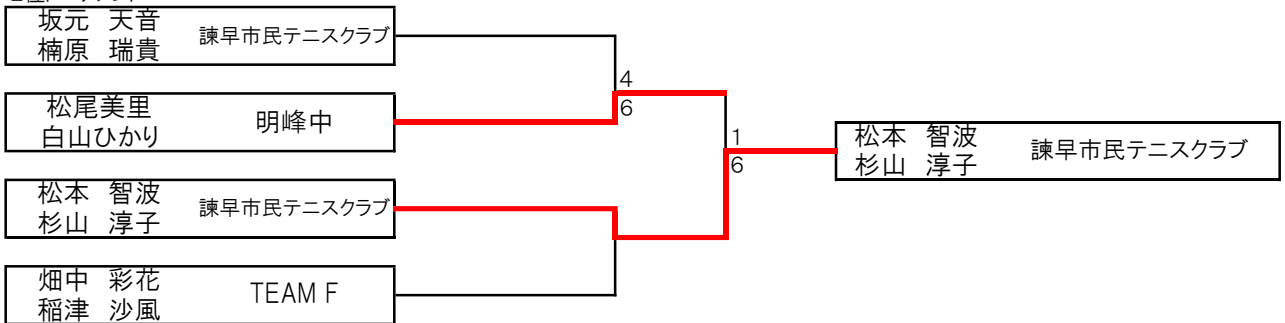 坂元　天音
楠原　瑞貴
諫早市民テニスクラブ
4
6
松尾美里
白山ひかり
明峰中
1
6
松本　智波
杉山　淳子
諫早市民テニスクラブ
松本　智波
杉山　淳子
諫早市民テニスクラブ
畑中　彩花
稲津　沙風
TEAM F